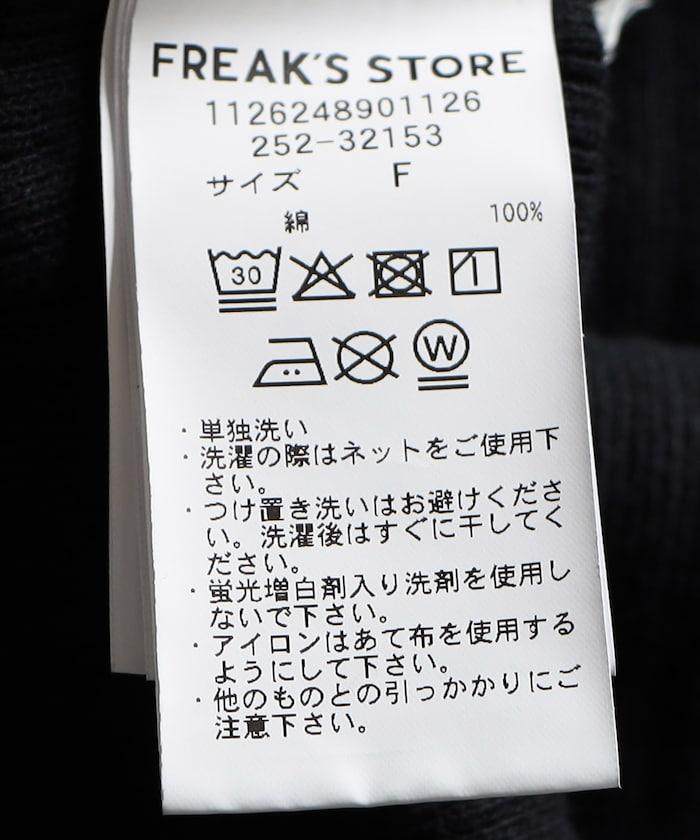 FREAK'S STORE
1126248901126
252-32153
サイズ F
綿 100%
30
W
・単独洗い
・洗濯の際はネットをご使用下
さい。
・つけ置き洗いはお避けくださ
い。洗濯後はすぐに干してく
ださい。
・蛍光増白剤入り洗剤を使用し
ないで下さい。
・アイロンはあて布を使用する
ようにして下さい。
・他のものとの引っかかりにご
注意下さい。